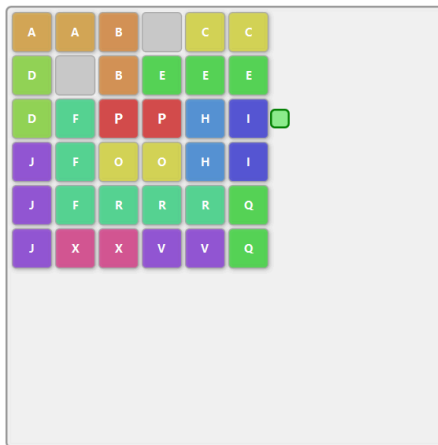 A A B C C
D B E E E
D F P P H I
J F O O H I
J F R R R Q
J X X V V Q